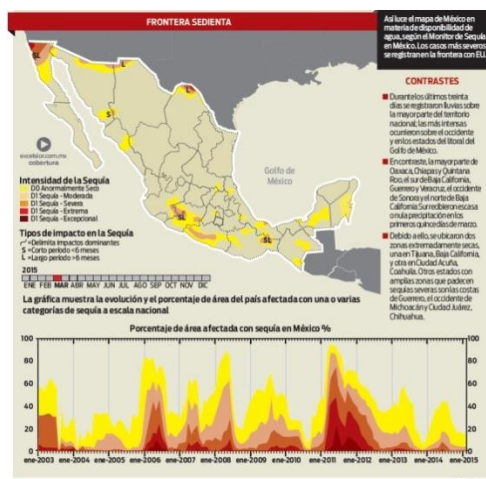 FRONTERA SEDIENTA
Así luce el mapa de México en
materia de disponibilidad de
agua, según el Monitor de Sequía
en México. Los casos más severos
se registran en la frontera con EU.
CONTRASTES
Durante los últimos treinta
días se registraron lluvias sobre
la mayor parte del territorio
nacional; las más intensas
ocurrieron sobre el occidente
y en los estados del litoral del
Golfo de México.
En contraste, la mayor parte de
Oaxaca, Chiapas y Quintana
Roo, el sur de Baja California,
Guerrero y Veracruz, el occidente
de Sonora y el norte de Baja
California Sur recibieron escasa
o nula precipitación en los
primeros quince días de marzo.
Debido a ello, se ubicaron dos
zonas extremadamente secas,
una en Tijuana, Baja California,
y otra en Ciudad Acuña,
Coahuila. Otros estados con
amplias zonas que padecen
sequías severas son las costas
de Guerrero, el occidente de
Michoacán y Ciudad Juárez,
Chihuahua.
SL
L
L
S
SL
SL
Golfo de
México
excelsior.com.mx
cobertura
Intensidad de la Sequía
D0 Anormalmente Seco
D1 Sequía - Moderada
D1 Sequía - Severa
D1 Sequía - Extrema
D1 Sequía - Excepcional
Tipos de impacto en la Sequía
=Delimita impactos dominantes
S =Corto periodo <6 meses
L =Largo periodo >6 meses
2015
ENE FEB MAR ABR MAY JUN JUL AGO SEP OCT NOV DIC
La gráfica muestra la evolución y el porcentaje de área del país afectada con una o varias
categorías de sequía a escala nacional
Porcentaje de área afectada con sequía en México %
100 100
80 80
60 60
40 40
20 20
0 0
ene-2003 ene-2004 ene-2005 ene-2006 ene-2007 ene-2008 ene-2009 ene-2010 ene-2011 ene-2012 ene-2013 ene-2014 ene-2015